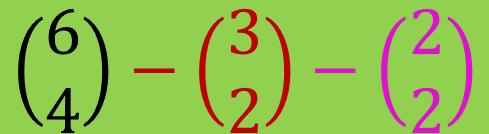 (6 4) − (3 2) − (2 2)